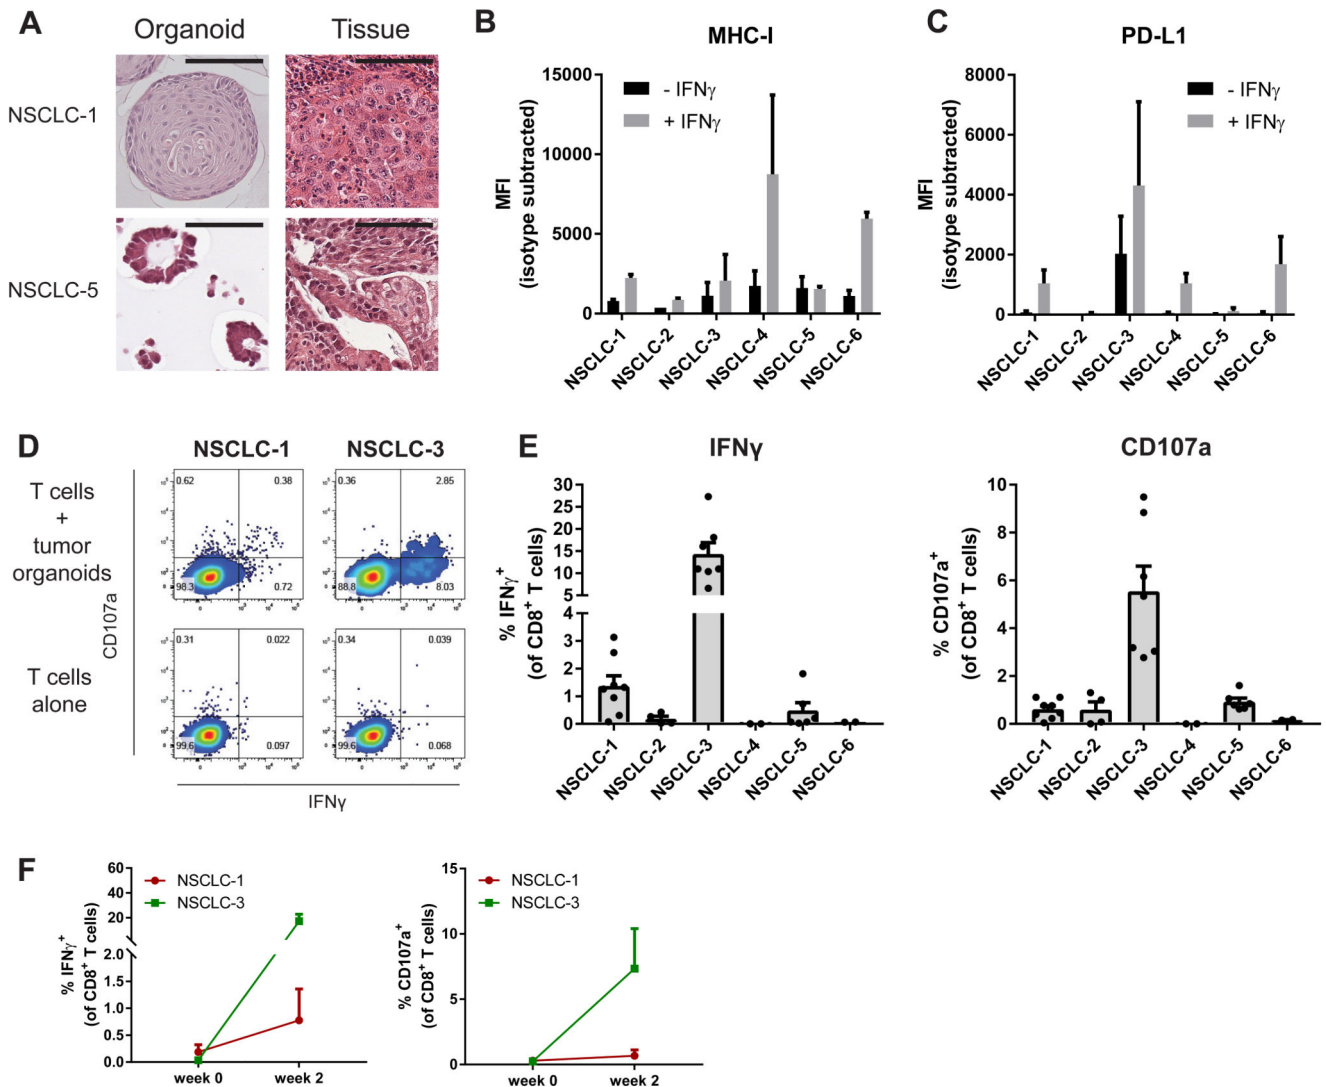 A
Organoid
Tissue
NSCLC-1
NSCLC-5
B
MHC-I
MFI
(isotype subtracted)
15000
10000
5000
0
- IFNγ
+ IFNγ
NSCLC-1
NSCLC-2
NSCLC-3
NSCLC-4
NSCLC-5
NSCLC-6
C
PD-L1
MFI
(isotype subtracted)
8000
6000
4000
2000
0
- IFNγ
+ IFNγ
NSCLC-1
NSCLC-2
NSCLC-3
NSCLC-4
NSCLC-5
NSCLC-6
D
NSCLC-1
NSCLC-3
T cells
+
tumor
organoids
T cells
alone
CD107a
0.62
0.38
98.3
0.72
0.36
2.85
88.8
8.03
0.31
0.022
99.6
0.097
0.34
0.039
99.6
0.068
IFNγ
E
IFNγ
% IFNγ+
(of CD8+ T cells)
30
25
20
15
10
5
4
3
2
1
0
NSCLC-1
NSCLC-2
NSCLC-3
NSCLC-4
NSCLC-5
NSCLC-6
CD107a
% CD107a+
(of CD8+ T cells)
10
8
6
4
2
0
NSCLC-1
NSCLC-2
NSCLC-3
NSCLC-4
NSCLC-5
NSCLC-6
F
% IFNγ+
(of CD8+ T cells)
60
40
20
2.0
1.5
1.0
0.5
0.0
NSCLC-1
NSCLC-3
week 0
week 2
% CD107a+
(of CD8+ T cells)
15
10
5
0
NSCLC-1
NSCLC-3
week 0
week 2